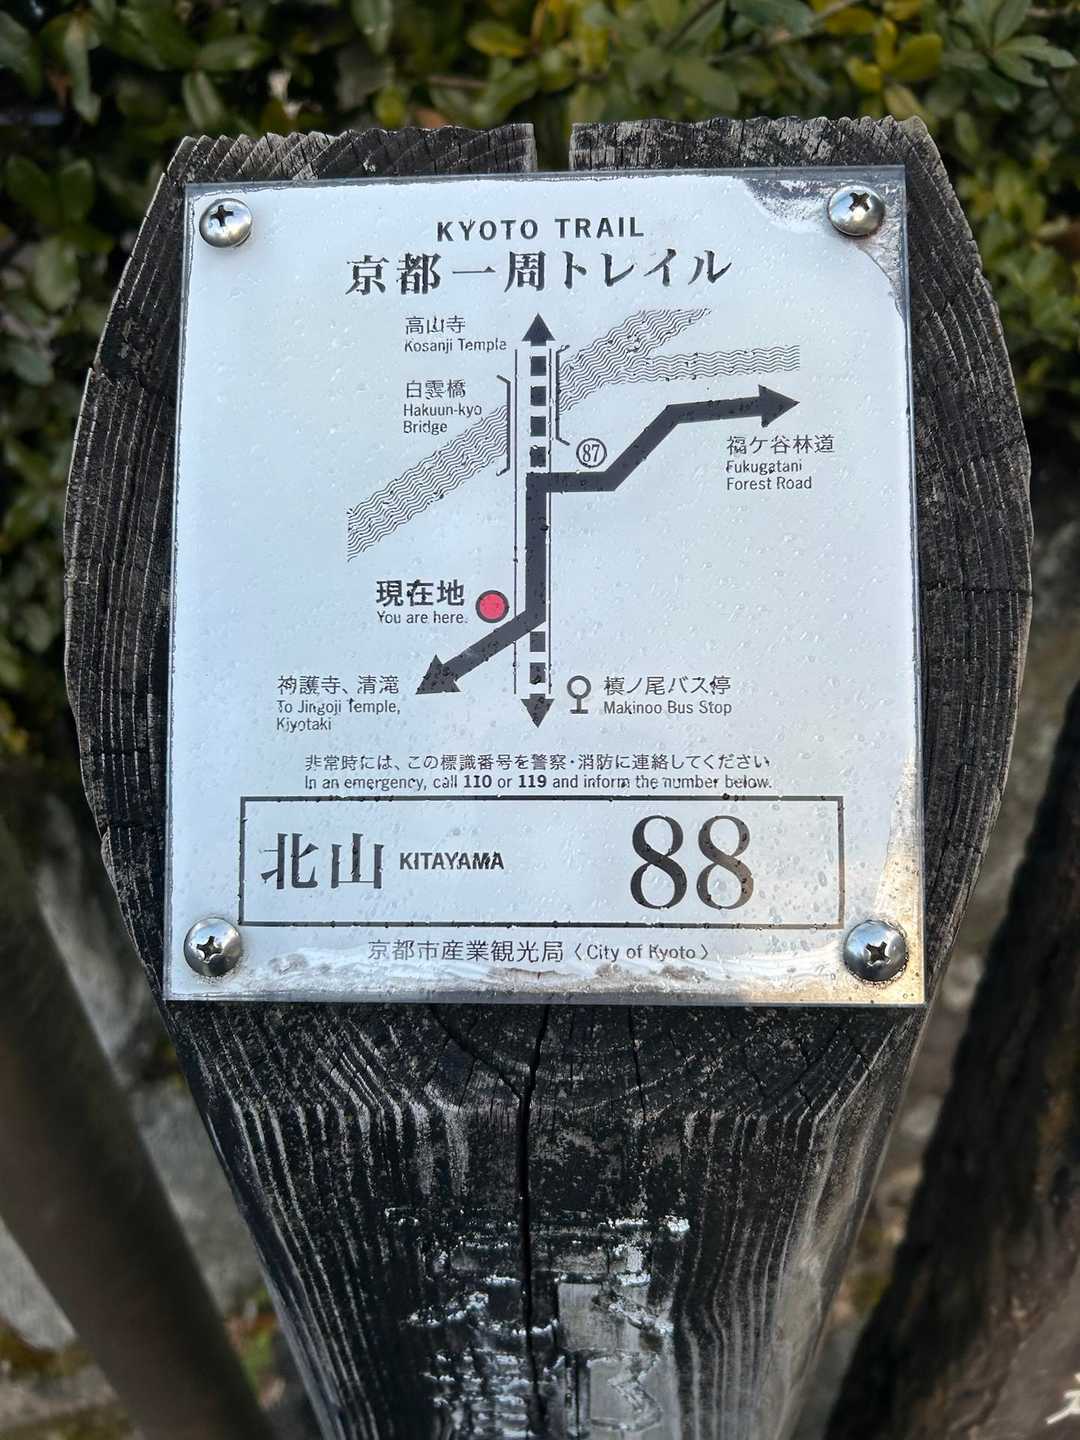 KYOTO TRAIL
京都一周トレイル
高山寺
Kosanji Temple
白雲橋
Hakuun-kyo
Bridge
87
福ケ谷林道
Fukugatani
Forest Road
現在地
You are here.
神護寺、清滝
To Jingoji Temple,
Kiyotaki
槙ノ尾バス停
Makinoo Bus Stop
非常時には、この標識番号を警察・消防に連絡してください
In an emergency, call 110 or 119 and inform the number below.
北山 KITAYAMA 88
京都市産業観光局〈City of Kyoto〉